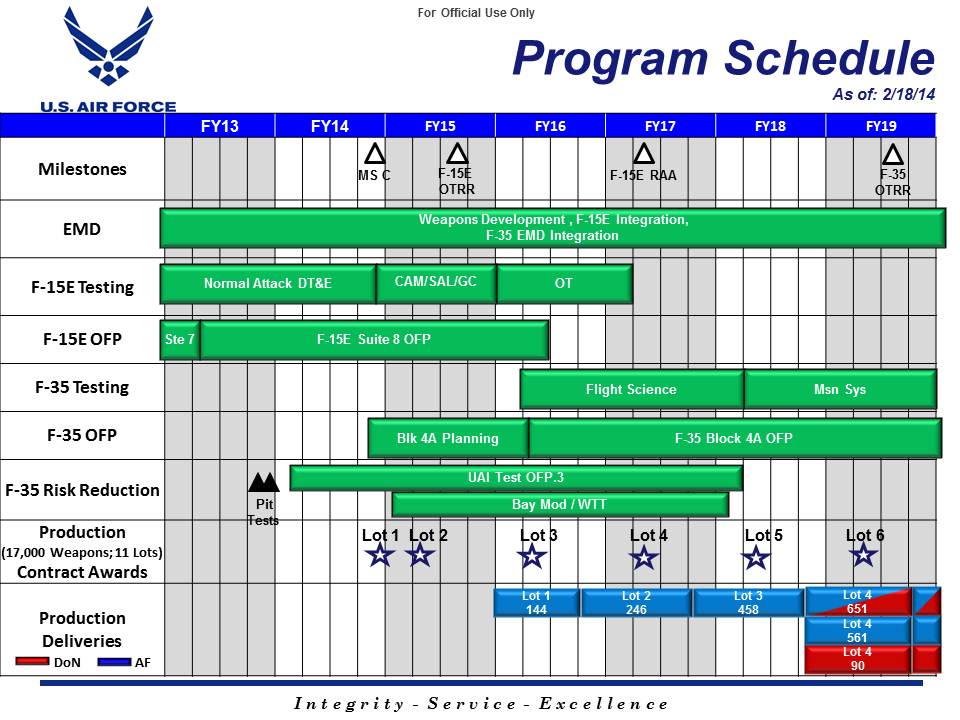 For Official Use Only
Program Schedule
As of: 2/18/14
U.S. AIR FORCE
FY13 FY14 FY15 FY16 FY17 FY18 FY19
Milestones
MS C
F-15E
OTRR
F-15E RAA
F-35
OTRR
EMD
Weapons Development , F-15E Integration,
F-35 EMD Integration
F-15E Testing
Normal Attack DT&E
CAM/SAL/GC
OT
F-15E OFP
Ste 7
F-15E Suite 8 OFP
F-35 Testing
Flight Science
Msn Sys
F-35 OFP
Blk 4A Planning
F-35 Block 4A OFP
F-35 Risk Reduction
Pit
Tests
UAI Test OFP.3
Bay Mod / WTT
Production
(17,000 Weapons; 11 Lots)
Contract Awards
Lot 1 Lot 2 Lot 3 Lot 4 Lot 5 Lot 6
Production
Deliveries
DoN AF
Lot 1
144
Lot 2
246
Lot 3
458
Lot 4
651
Lot 4
561
Lot 4
90
Integrity - Service - Excellence